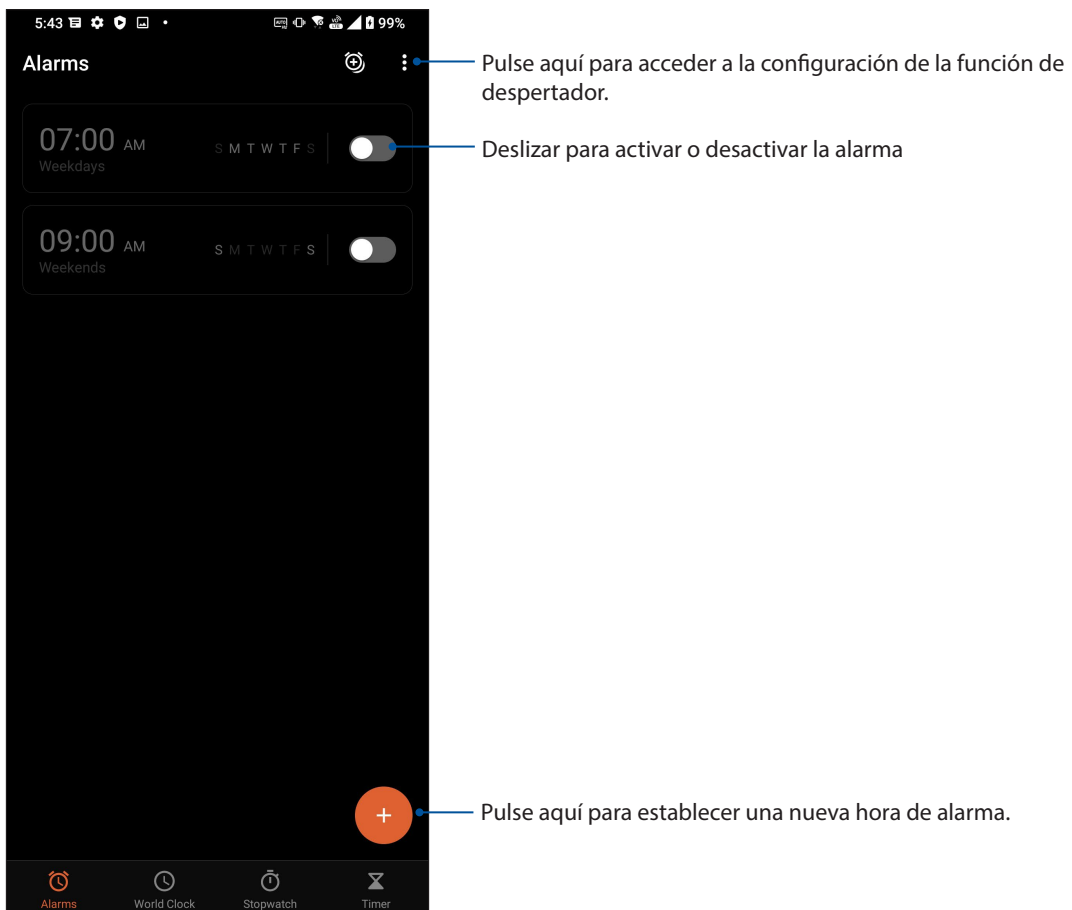 5:43 99%
Alarms
Pulse aquí para acceder a la configuración de la función de
despertador.
07:00 AM S M T W T F S
Weekdays
Deslizar para activar o desactivar la alarma
09:00 AM S M T W T F S
Weekends
Pulse aquí para establecer una nueva hora de alarma.
Alarms World Clock Stopwatch Timer